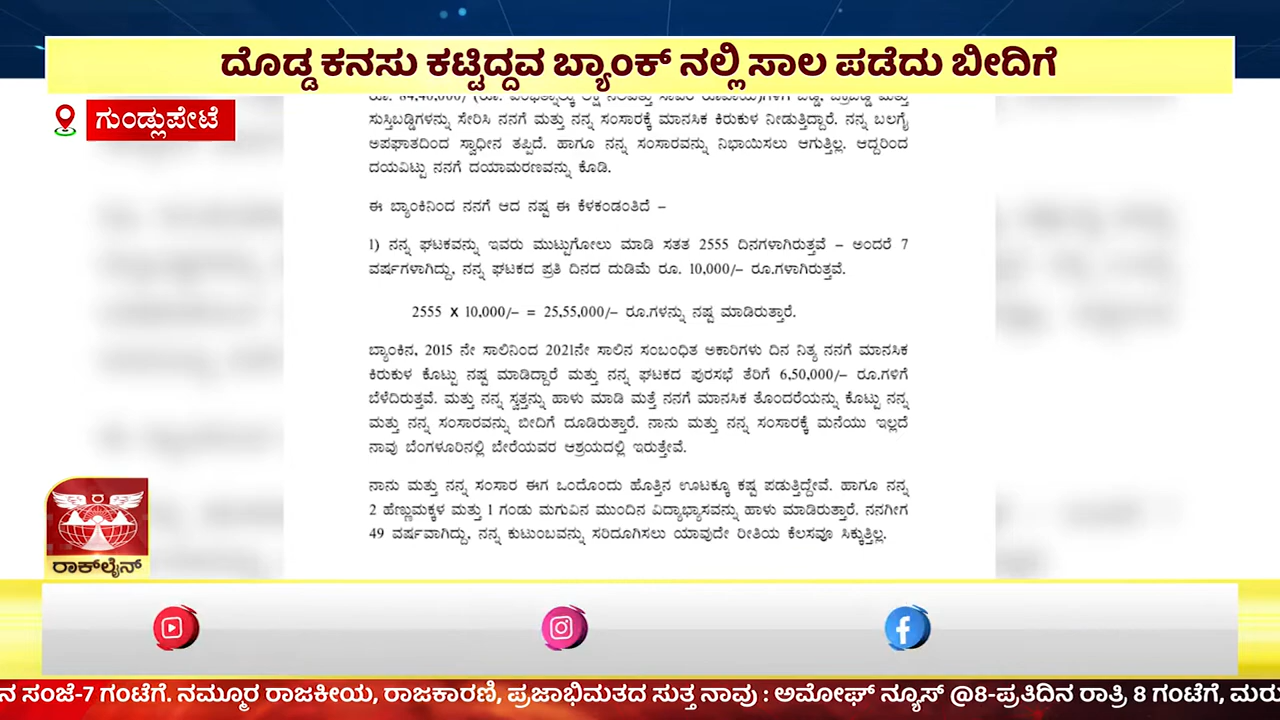 ದೊಡ್ಡ ಕನಸು ಕಟ್ಟಿದ್ದವ ಬ್ಯಾಂಕ್ ನಲ್ಲಿ ಸಾಲ ಪಡೆದು ಬೀದಿಗೆ
ಗುಂಡ್ಲುಪೇಟೆ
ಸುಸ್ತಿಬಡ್ಡಿಗಳನ್ನು ಸೇರಿಸಿ ನನಗೆ ಮತ್ತು ನನ್ನ ಸಂಸಾರಕ್ಕೆ ಮಾನಸಿಕ ಕಿರುಕುಳ ನೀಡುತ್ತಿದ್ದಾರೆ. ನನ್ನ ಬಲಗೈ
ಅಪಘಾತದಿಂದ ಸ್ವಾಧೀನ ತಪ್ಪಿದೆ. ಹಾಗೂ ನನ್ನ ಸಂಸಾರವನ್ನು ನಿಭಾಯಿಸಲು ಆಗುತ್ತಿಲ್ಲ. ಆದ್ದರಿಂದ
ದಯವಿಟ್ಟು ನನಗೆ ದಯಾಮರಣವನ್ನು ಕೊಡಿ.
ಈ ಬ್ಯಾಂಕಿನಿಂದ ನನಗೆ ಆದ ನಷ್ಟ ಈ ಕೆಳಕಂಡಂತಿದೆ –
1) ನನ್ನ ಘಟಕವನ್ನು ಇವರು ಮುಟ್ಟುಗೋಲು ಮಾಡಿ ಸತತ 2555 ದಿನಗಳಾಗಿರುತ್ತವೆ – ಅಂದರೆ 7
ವರ್ಷಗಳಾಗಿದ್ದು, ನನ್ನ ಘಟಕದ ಪ್ರತಿ ದಿನದ ದುಡಿಮೆ ರೂ. 10,000/– ರೂ.ಗಳಾಗಿರುತ್ತವೆ.
2555 x 10,000/– = 25,55,000/– ರೂ.ಗಳನ್ನು ನಷ್ಟ ಮಾಡಿರುತ್ತಾರೆ.
ಬ್ಯಾಂಕಿನ, 2015 ನೇ ಸಾಲಿನಿಂದ 2021ನೇ ಸಾಲಿನ ಸಂಬಂಧಿತ ಅಕಾರಿಗಳು ದಿನ ನಿತ್ಯ ನನಗೆ ಮಾನಸಿಕ
ಕಿರುಕುಳ ಕೊಟ್ಟು ನಷ್ಟ ಮಾಡಿದ್ದಾರೆ ಮತ್ತು ನನ್ನ ಘಟಕದ ಪುರಸಭೆ ತೆರಿಗೆ 6,50,000/– ರೂ.ಗಳಿಗೆ
ಬೆಳೆದಿರುತ್ತವೆ. ಮತ್ತು ನನ್ನ ಸ್ವತ್ತನ್ನು ಹಾಳು ಮಾಡಿ ಮತ್ತೆ ನನಗೆ ಮಾನಸಿಕ ತೊಂದರೆಯನ್ನು ಕೊಟ್ಟು ನನ್ನ
ಮತ್ತು ನನ್ನ ಸಂಸಾರವನ್ನು ಬೀದಿಗೆ ದೂಡಿರುತ್ತಾರೆ. ನಾನು ಮತ್ತು ನನ್ನ ಸಂಸಾರಕ್ಕೆ ಮನೆಯು ಇಲ್ಲದೆ
ನಾವು ಬೆಂಗಳೂರಿನಲ್ಲಿ ಬೇರೆಯವರ ಆಶ್ರಯದಲ್ಲಿ ಇರುತ್ತೇವೆ.
ನಾನು ಮತ್ತು ನನ್ನ ಸಂಸಾರ ಈಗ ಒಂದೊಂದು ಹೊತ್ತಿನ ಊಟಕ್ಕೂ ಕಷ್ಟ ಪಡುತ್ತಿದ್ದೇವೆ. ಹಾಗೂ ನನ್ನ
2 ಹೆಣ್ಣುಮಕ್ಕಳ ಮತ್ತು 1 ಗಂಡು ಮಗುವಿನ ಮುಂದಿನ ವಿದ್ಯಾಭ್ಯಾಸವನ್ನು ಹಾಳು ಮಾಡಿರುತ್ತಾರೆ. ನನಗೀಗ
49 ವರ್ಷವಾಗಿದ್ದು, ನನ್ನ ಕುಟುಂಬವನ್ನು ಸರಿದೂಗಿಸಲು ಯಾವುದೇ ರೀತಿಯ ಕೆಲಸವೂ ಸಿಕ್ಕುತ್ತಿಲ್ಲ.
ರಾಕ್‌ಲೈನ್
ನ ಸಂಜೆ-7 ಗಂಟೆಗೆ. ನಮ್ಮೂರ ರಾಜಕೀಯ, ರಾಜಕಾರಣಿ, ಪ್ರಜಾಭಿಮತದ ಸುತ್ತ ನಾವು : ಅಮೋಘ್ ನ್ಯೂಸ್ @8-ಪ್ರತಿದಿನ ರಾತ್ರಿ 8 ಗಂಟೆಗೆ, ಮರು